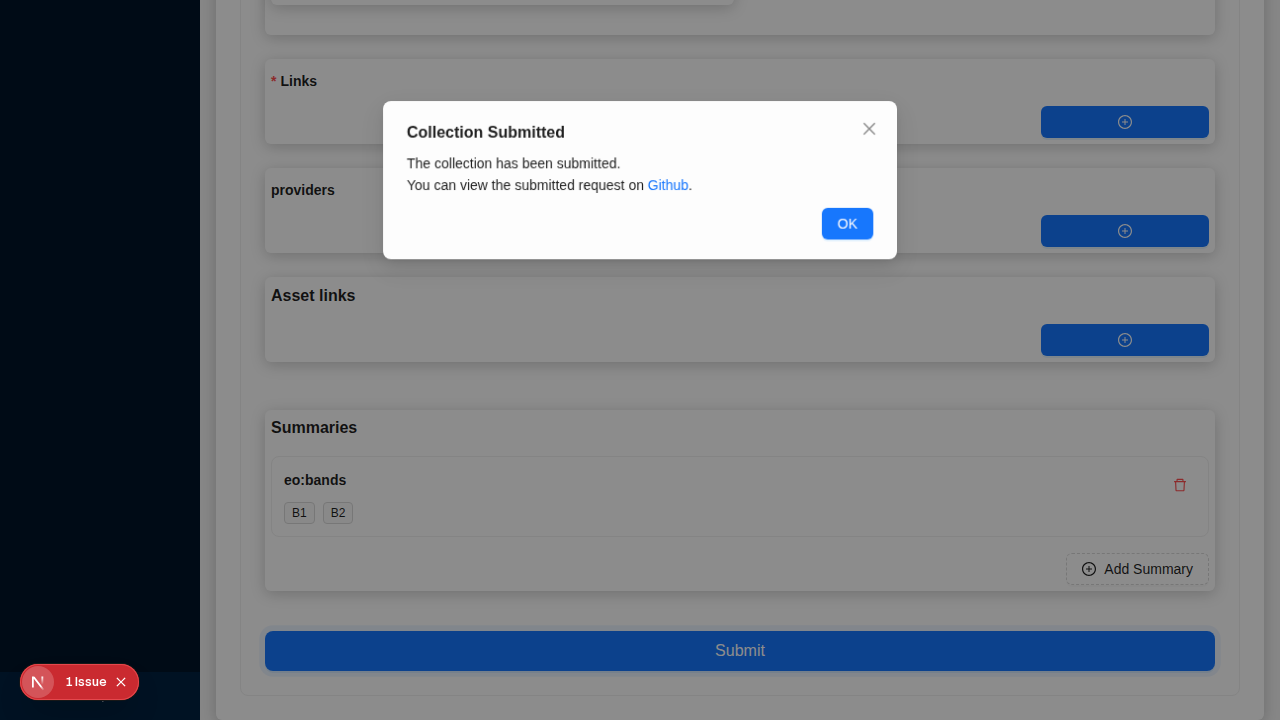 * Links
Collection Submitted
The collection has been submitted.
You can view the submitted request on Github.
OK
providers
Asset links
Summaries
eo:bands
B1 B2
Add Summary
Submit
N 1 Issue